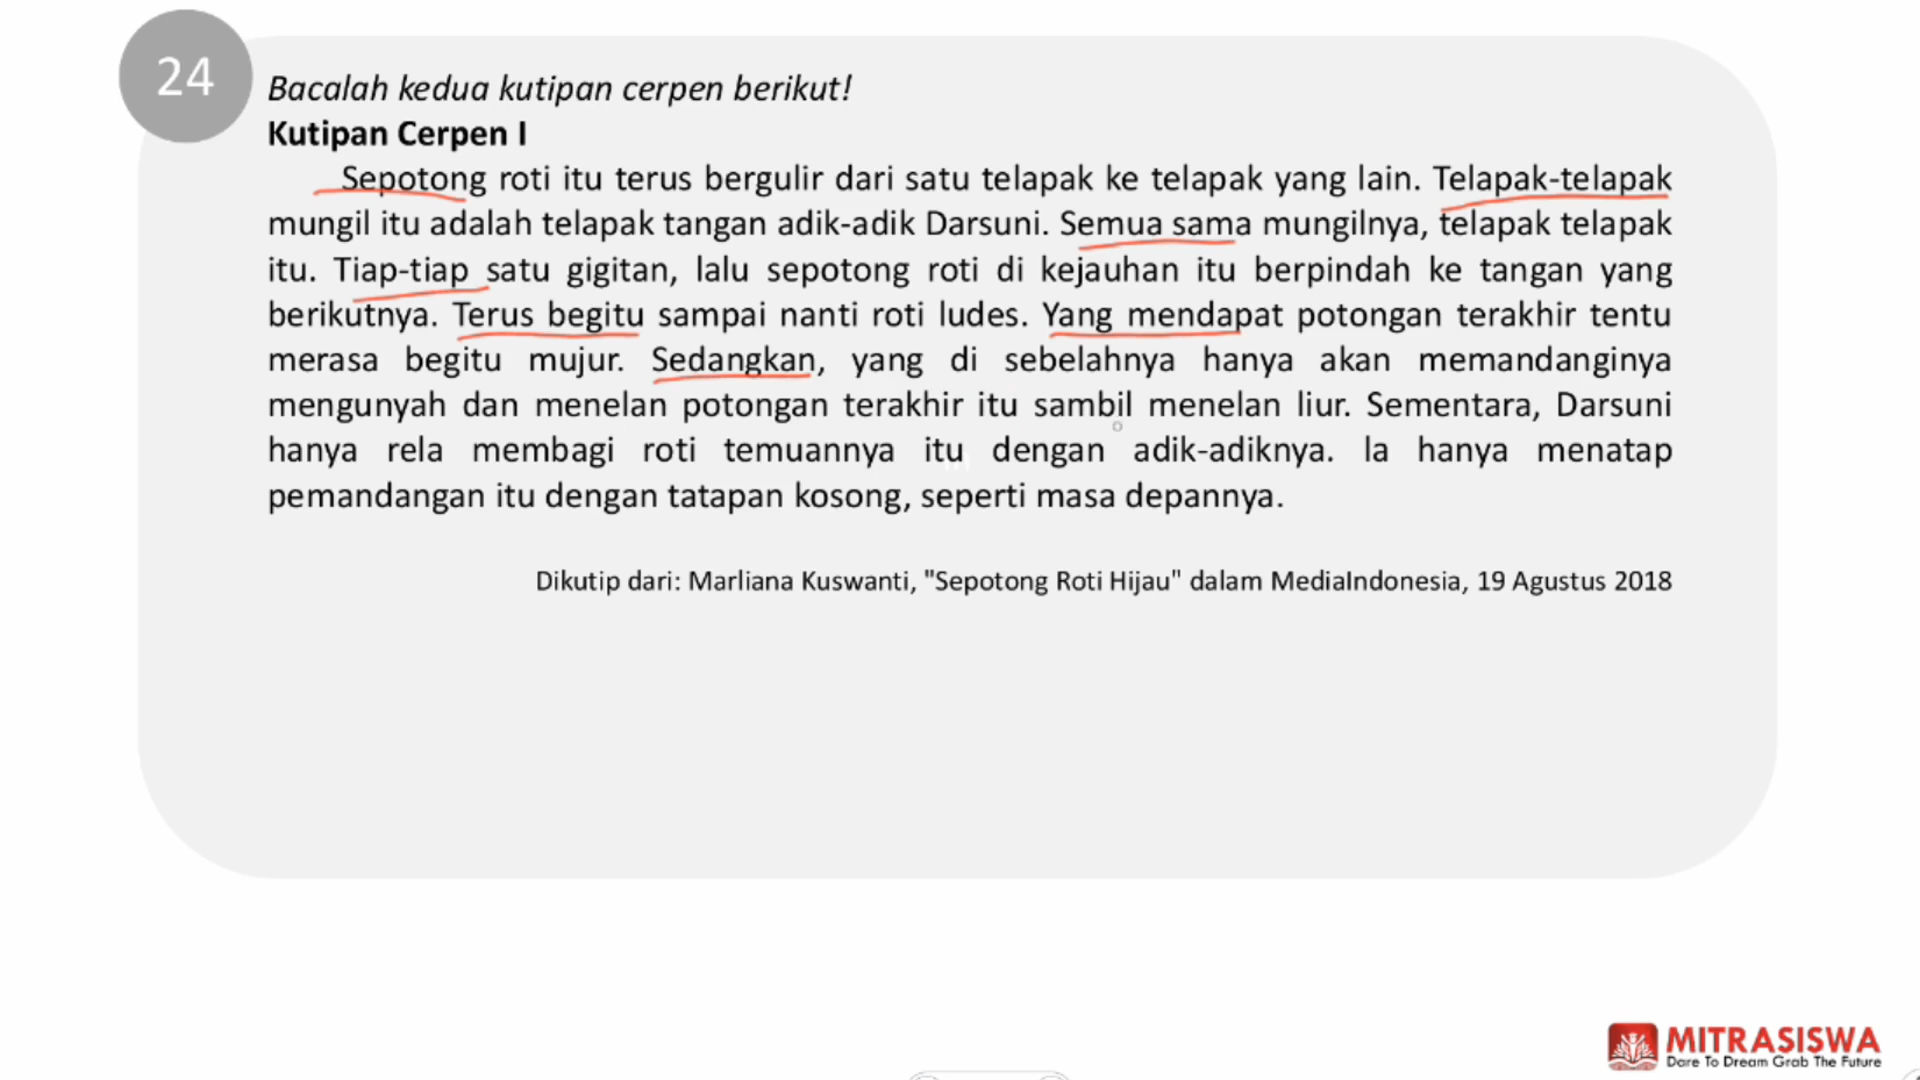 24
Bacalah kedua kutipan cerpen berikut!
Kutipan Cerpen I
Sepotong roti itu terus bergulir dari satu telapak ke telapak yang lain. Telapak-telapak
mungil itu adalah telapak tangan adik-adik Darsuni. Semua sama mungilnya, telapak telapak
itu. Tiap-tiap satu gigitan, lalu sepotong roti di kejauhan itu berpindah ke tangan yang
berikutnya. Terus begitu sampai nanti roti ludes. Yang mendapat potongan terakhir tentu
merasa begitu mujur. Sedangkan, yang di sebelahnya hanya akan memandanginya
mengunyah dan menelan potongan terakhir itu sambil menelan liur. Sementara, Darsuni
hanya rela membagi roti temuannya itu dengan adik-adiknya. la hanya menatap
pemandangan itu dengan tatapan kosong, seperti masa depannya.
Dikutip dari: Marliana Kuswanti, "Sepotong Roti Hijau" dalam MediaIndonesia, 19 Agustus 2018
MITRASISWA
Dare To Dream Grab The Future